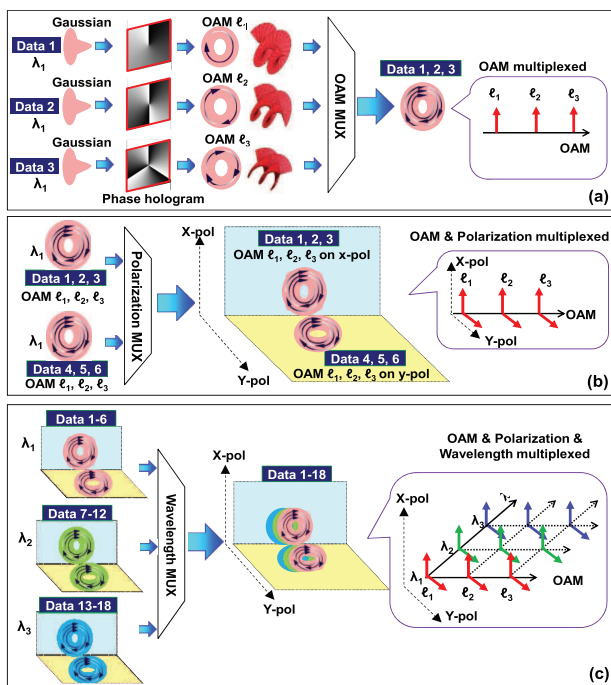 Gaussian
Data 1
λ1
OAM ℓ1
Gaussian
Data 2
λ1
OAM ℓ2
Gaussian
Data 3
λ1
OAM ℓ3
Phase hologram
OAM MUX
Data 1, 2, 3
OAM multiplexed
ℓ1 ℓ2 ℓ3
OAM
(a)
λ1
Data 1, 2, 3
OAM ℓ1, ℓ2, ℓ3
λ1
Data 4, 5, 6
OAM ℓ1, ℓ2, ℓ3
Polarization MUX
X-pol
Data 1, 2, 3
OAM ℓ1, ℓ2, ℓ3 on x-pol
Data 4, 5, 6
OAM ℓ1, ℓ2, ℓ3 on y-pol
Y-pol
OAM & Polarization multiplexed
X-pol
ℓ1 ℓ2 ℓ3
OAM
Y-pol
(b)
Data 1-6
λ1
Data 7-12
λ2
Data 13-18
λ3
Wavelength MUX
X-pol
Data 1-18
Y-pol
OAM & Polarization &
Wavelength multiplexed
X-pol
λ3
λ2
λ1
ℓ1 ℓ2 ℓ3
OAM
Y-pol
(c)